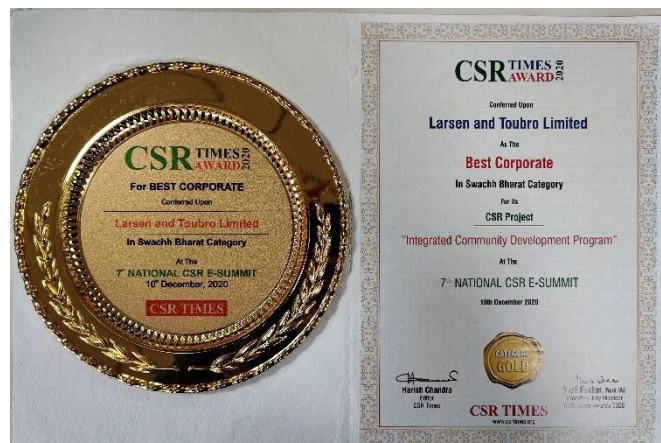 CSR TIMES AWARD 2020
For BEST CORPORATE
Conferred Upon
Larsen and Toubro Limited
In Swachh Bharat Category
At The
7th NATIONAL CSR E-SUMMIT
10th December, 2020
CSR TIMES
CSR TIMES AWARD 2020
Conferred Upon
Larsen and Toubro Limited
As The
Best Corporate
In Swachh Bharat Category
For its
CSR Project
"Integrated Community Development Program"
At The
7th NATIONAL CSR E-SUMMIT
10th December 2020
CATEGORY
GOLD
Harish Chandra
Editor
CSR Times
CSR TIMES
www.csrtimes.org